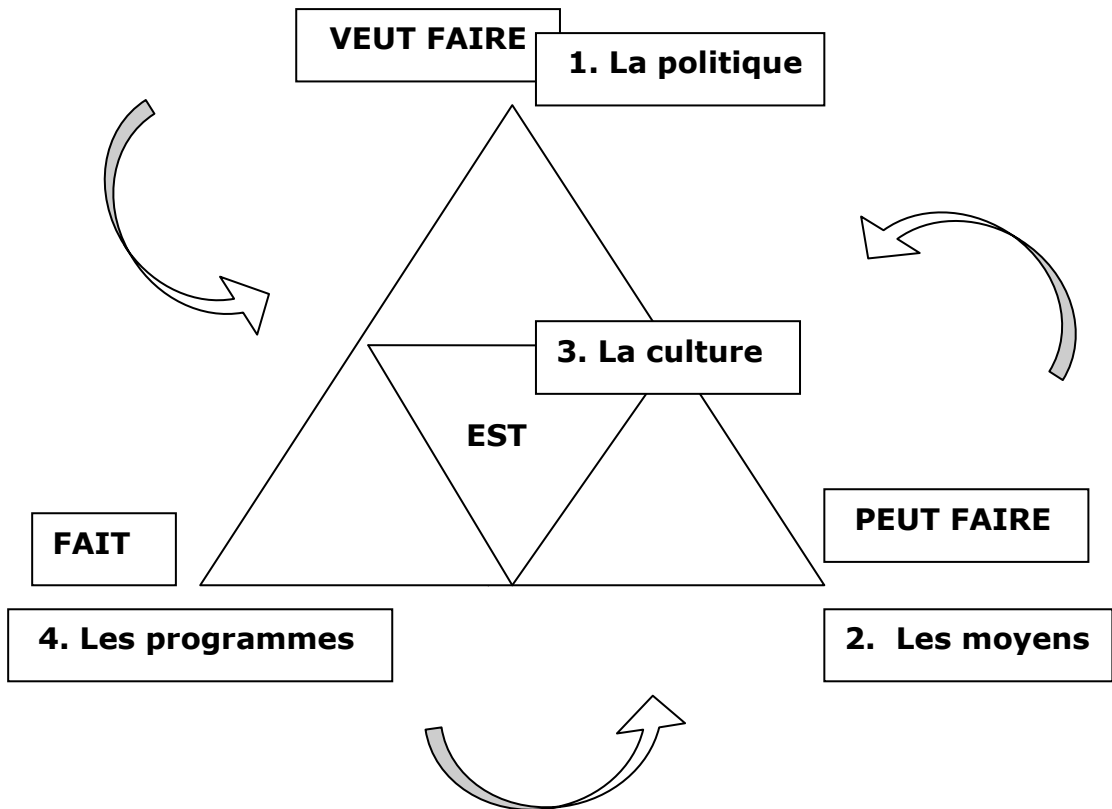 VEUT FAIRE
1. La politique
3. La culture
EST
FAIT
PEUT FAIRE
4. Les programmes
2. Les moyens